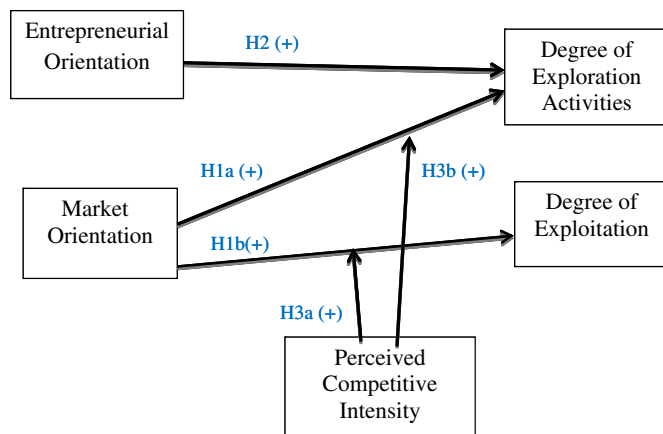 Entrepreneurial
Orientation
H2 (+)
Degree of
Exploration
Activities
H1a (+)
H3b (+)
Market
Orientation
H1b(+)
Degree of
Exploitation
H3a (+)
Perceived
Competitive
Intensity